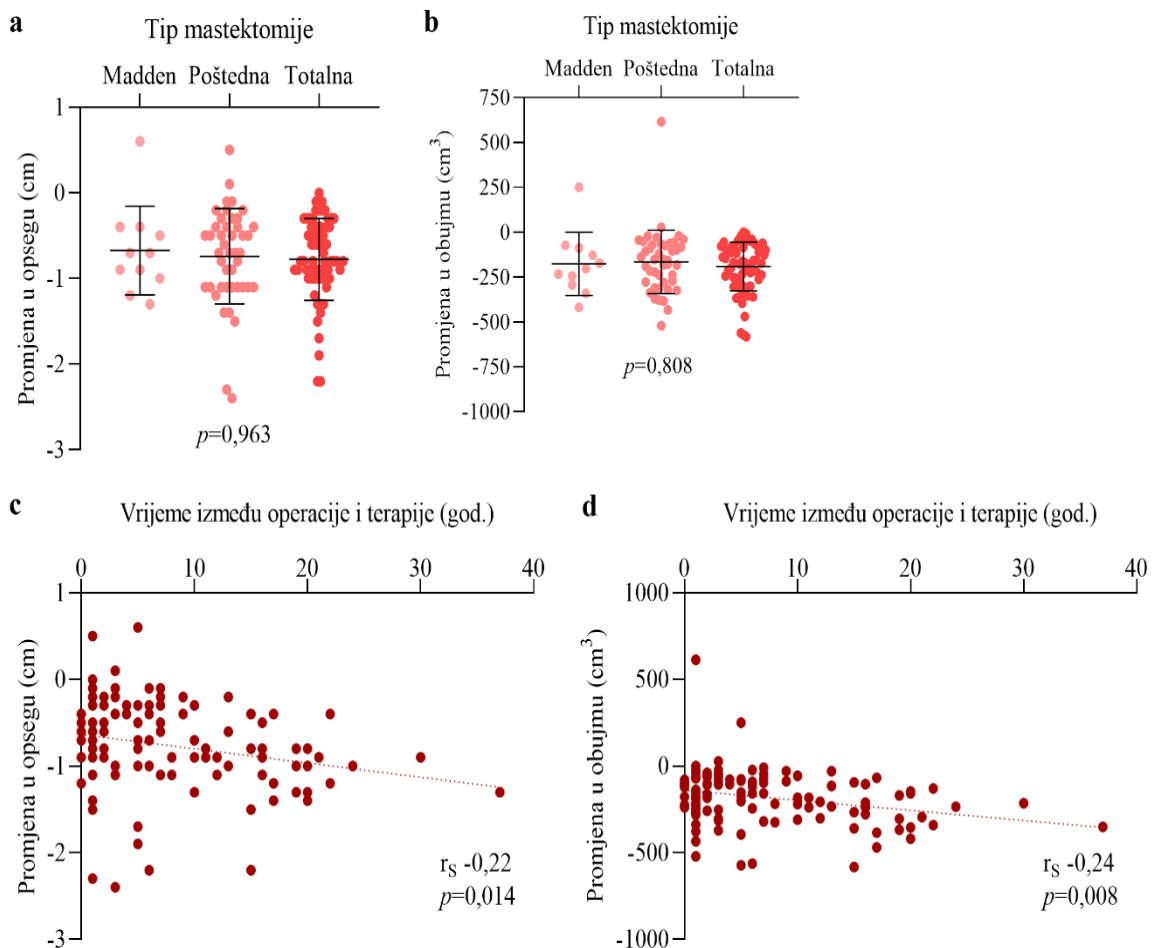 a
Tip mastektomije
Madden Poštedna Totalna
1
0
-1
-2
-3
Promjena u opsegu (cm)
p=0,963
b
Tip mastektomije
Madden Poštedna Totalna
750
500
250
0
-250
-500
-750
-1000
Promjena u obujmu (cm³)
p=0,808
c
Vrijeme između operacije i terapije (god.)
0 10 20 30 40
1
0
-1
-2
-3
Promjena u opsegu (cm)
rS -0,22
p=0,014
d
Vrijeme između operacije i terapije (god.)
0 10 20 30 40
1000
500
0
-500
-1000
Promjena u obujmu (cm³)
rS -0,24
p=0,008